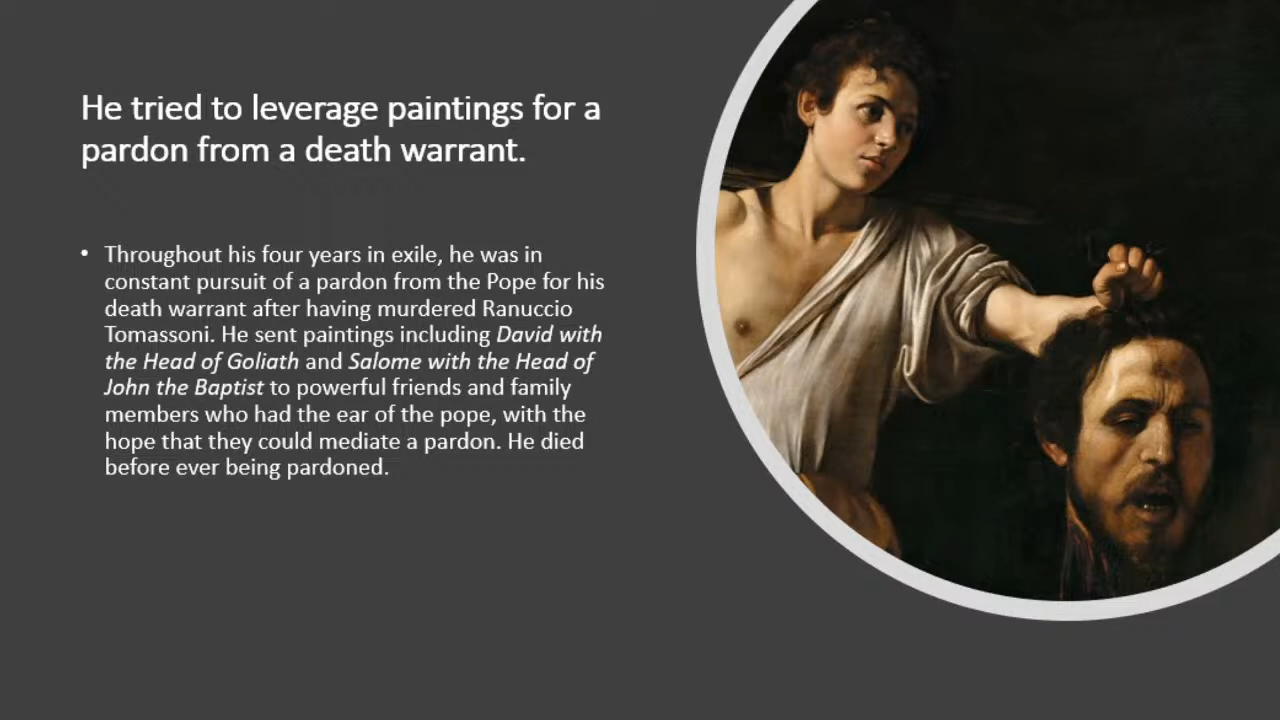 He tried to leverage paintings for a
pardon from a death warrant.
• Throughout his four years in exile, he was in
constant pursuit of a pardon from the Pope for his
death warrant after having murdered Ranuccio
Tomassoni. He sent paintings including David with
the Head of Goliath and Salome with the Head of
John the Baptist to powerful friends and family
members who had the ear of the pope, with the
hope that they could mediate a pardon. He died
before ever being pardoned.